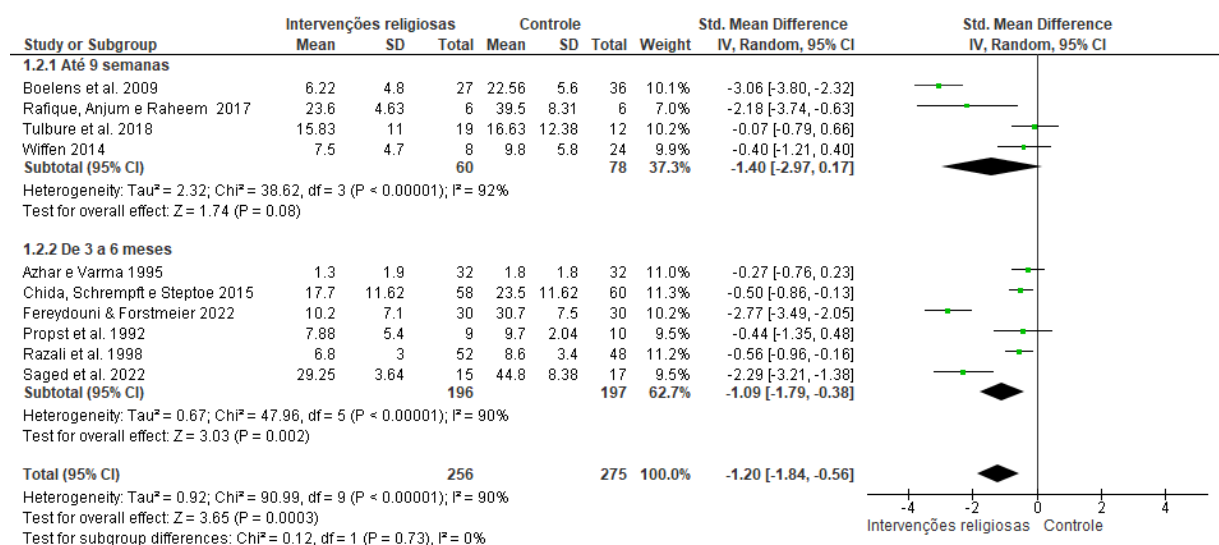 Intervenções religiosas Controle Std. Mean Difference Std. Mean Difference
Study or Subgroup Mean SD Total Mean SD Total Weight IV, Random, 95% CI IV, Random, 95% CI
1.2.1 Até 9 semanas
Boelens et al. 2009 6.22 4.8 27 22.56 5.6 36 10.1% -3.06 [-3.80, -2.32]
Rafique, Anjum e Raheem 2017 23.6 4.63 6 39.5 8.31 6 7.0% -2.18 [-3.74, -0.63]
Tulbure et al. 2018 15.83 11 19 16.63 12.38 12 10.2% -0.07 [-0.79, 0.66]
Wiffen 2014 7.5 4.7 8 9.8 5.8 24 9.9% -0.40 [-1.21, 0.40]
Subtotal (95% CI) 60 78 37.3% -1.40 [-2.97, 0.17]
Heterogeneity: Tau² = 2.32; Chi² = 38.62, df = 3 (P < 0.00001); I² = 92%
Test for overall effect: Z = 1.74 (P = 0.08)
1.2.2 De 3 a 6 meses
Azhar e Varma 1995 1.3 1.9 32 1.8 1.8 32 11.0% -0.27 [-0.76, 0.23]
Chida, Schrempft e Steptoe 2015 17.7 11.62 58 23.5 11.62 60 11.3% -0.50 [-0.86, -0.13]
Fereydouni & Forstmeier 2022 10.2 7.1 30 30.7 7.5 30 10.2% -2.77 [-3.49, -2.05]
Propst et al. 1992 7.88 5.4 9 9.7 2.04 10 9.5% -0.44 [-1.35, 0.48]
Razali et al. 1998 6.8 3 52 8.6 3.4 48 11.2% -0.56 [-0.96, -0.16]
Saged et al. 2022 29.25 3.64 15 44.8 8.38 17 9.5% -2.29 [-3.21, -1.38]
Subtotal (95% CI) 196 197 62.7% -1.09 [-1.79, -0.38]
Heterogeneity: Tau² = 0.67; Chi² = 47.96, df = 5 (P < 0.00001); I² = 90%
Test for overall effect: Z = 3.03 (P = 0.002)
Total (95% CI) 256 275 100.0% -1.20 [-1.84, -0.56]
Heterogeneity: Tau² = 0.92; Chi² = 90.99, df = 9 (P < 0.00001); I² = 90%
Test for overall effect: Z = 3.65 (P = 0.0003)
Test for subgroup differences: Chi² = 0.12, df = 1 (P = 0.73), I² = 0%
-4 -2 0 2 4
Intervenções religiosas Controle